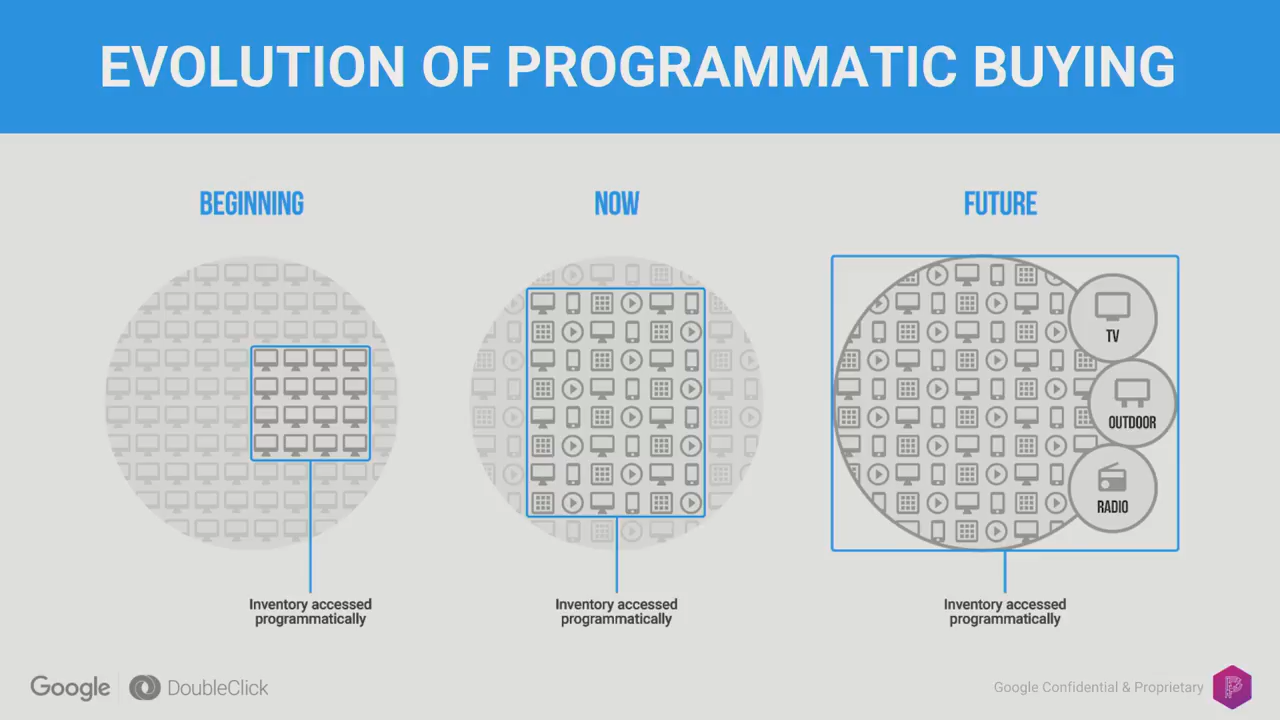 EVOLUTION OF PROGRAMMATIC BUYING
BEGINNING
NOW
FUTURE
TV
OUTDOOR
RADIO
Inventory accessed
programmatically
Inventory accessed
programmatically
Inventory accessed
programmatically
Google
DoubleClick
Google Confidential & Proprietary